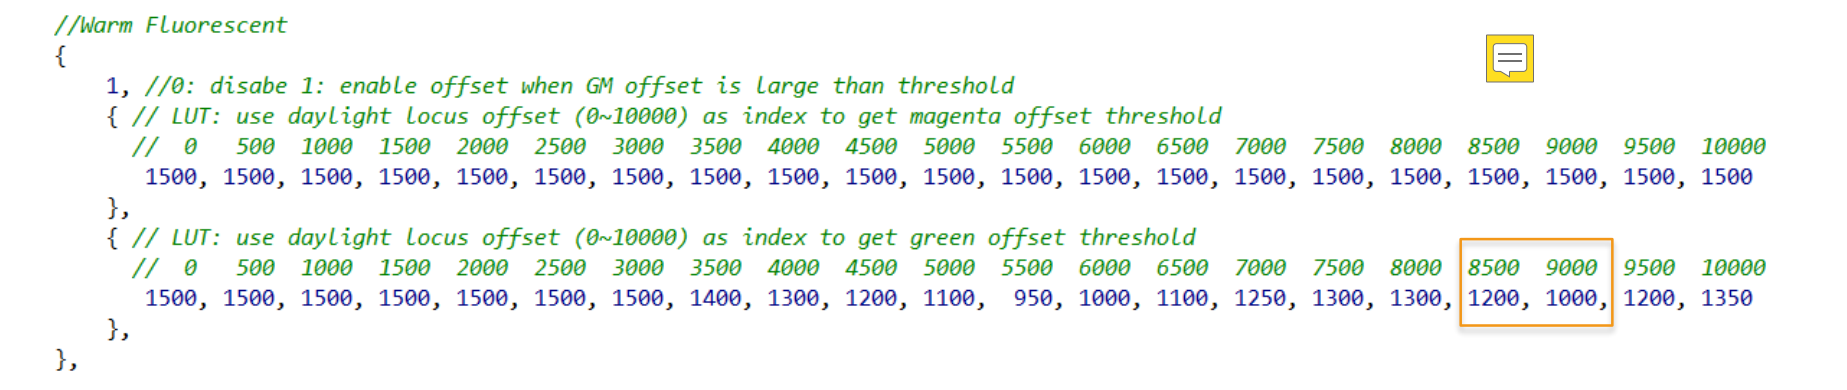 //Warm Fluorescent
{
1, //0: disabe 1: enable offset when GM offset is large than threshold
{ // LUT: use daylight locus offset (0~10000) as index to get magenta offset threshold
// 0 500 1000 1500 2000 2500 3000 3500 4000 4500 5000 5500 6000 6500 7000 7500 8000 8500 9000 9500 10000
1500, 1500, 1500, 1500, 1500, 1500, 1500, 1500, 1500, 1500, 1500, 1500, 1500, 1500, 1500, 1500, 1500, 1500, 1500, 1500, 1500
},
{ // LUT: use daylight locus offset (0~10000) as index to get green offset threshold
// 0 500 1000 1500 2000 2500 3000 3500 4000 4500 5000 5500 6000 6500 7000 7500 8000 8500 9000 9500 10000
1500, 1500, 1500, 1500, 1500, 1500, 1500, 1400, 1300, 1200, 1100, 950, 1000, 1100, 1250, 1300, 1300, 1200, 1000, 1200, 1350
},
},